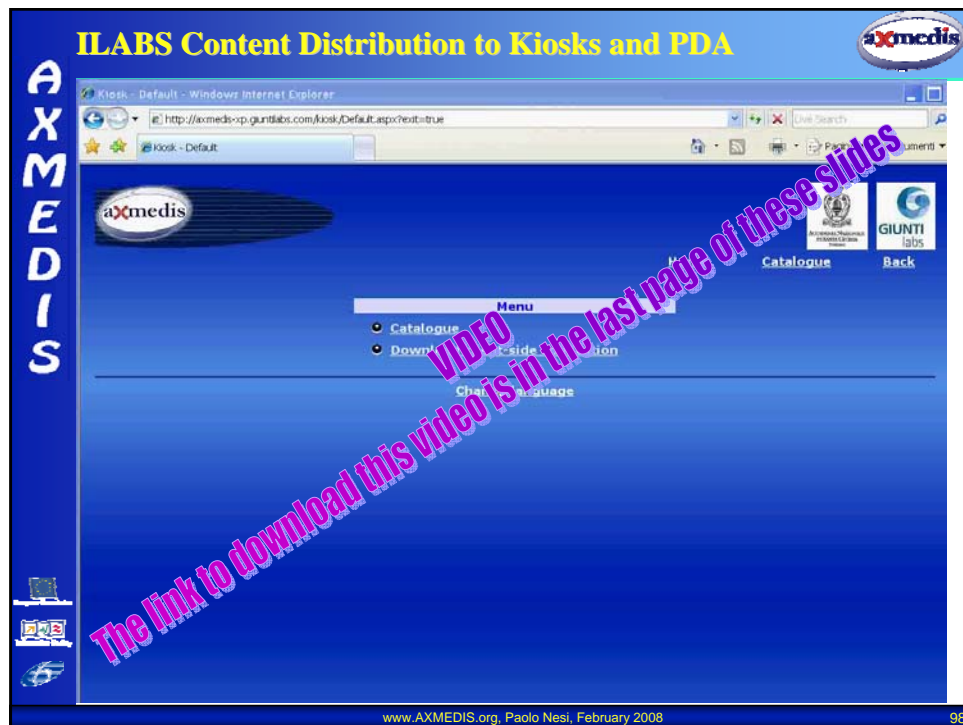 ILABS Content Distribution to Kiosks and PDA
axmedis
AXMEDIS
Kiosk - Default - Windows Internet Explorer
http://axmedis-xp.giuntilabs.com/kiosk/Default.aspx?exit=true
Live Search
Kiosk - Default
axmedis
GIUNTI
labs
Catalogue
Back
Menu
Catalogue
VIDEO
The link to download this video is in the last page of these slides
www.AXMEDIS.org, Paolo Nesi, February 2008
98